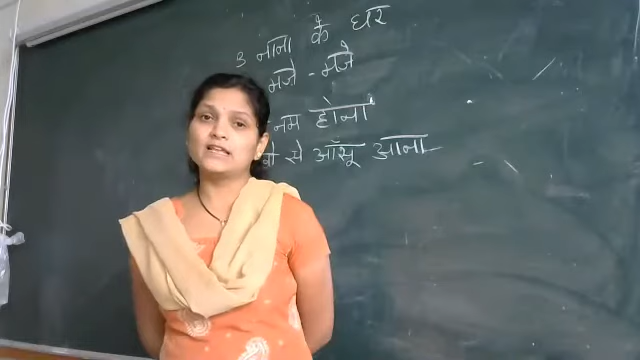 3 नाना के घर
मजे - मजे
नम होना
से आँसू आना